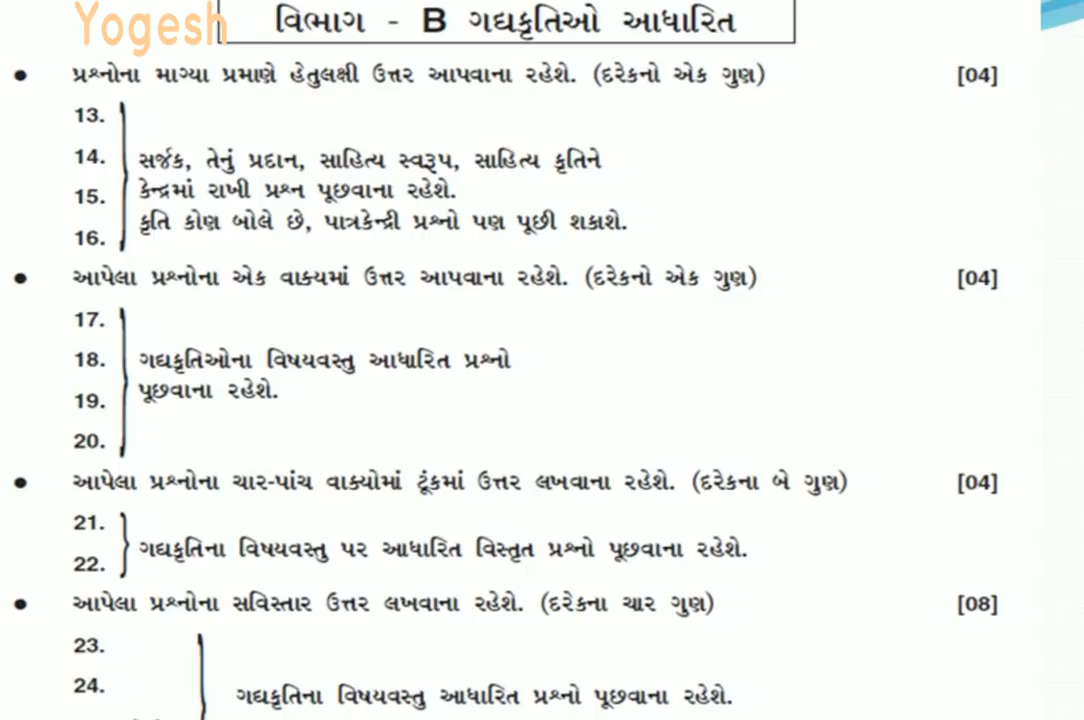 Yogesh
વિભાગ - B ગદ્યકૃતિઓ આધારિત
● પ્રશ્નોના માગ્યા પ્રમાણે હેતુલક્ષી ઉત્તર આપવાના રહેશે. (દરેકનો એક ગુણ) [04]
13.
14. સર્જક, તેનું પ્રદાન, સાહિત્ય સ્વરૂપ, સાહિત્ય કૃતિને
15. કેન્દ્રમાં રાખી પ્રશ્ન પૂછવાના રહેશે.
16. કૃતિ કોણ બોલે છે, પાત્રકેન્દ્રી પ્રશ્નો પણ પૂછી શકાશે.
● આપેલા પ્રશ્નોના એક વાક્યમાં ઉત્તર આપવાના રહેશે. (દરેકનો એક ગુણ) [04]
17.
18. ગદ્યકૃતિઓના વિષયવસ્તુ આધારિત પ્રશ્નો
19. પૂછવાના રહેશે.
20.
● આપેલા પ્રશ્નોના ચાર-પાંચ વાક્યોમાં ટૂંકમાં ઉત્તર લખવાના રહેશે. (દરેકના બે ગુણ) [04]
21.
22. ગદ્યકૃતિના વિષયવસ્તુ પર આધારિત વિસ્તૃત પ્રશ્નો પૂછવાના રહેશે.
● આપેલા પ્રશ્નોના સવિસ્તાર ઉત્તર લખવાના રહેશે. (દરેકના ચાર ગુણ) [08]
23.
24. ગદ્યકૃતિના વિષયવસ્તુ આધારિત પ્રશ્નો પૂછવાના રહેશે.